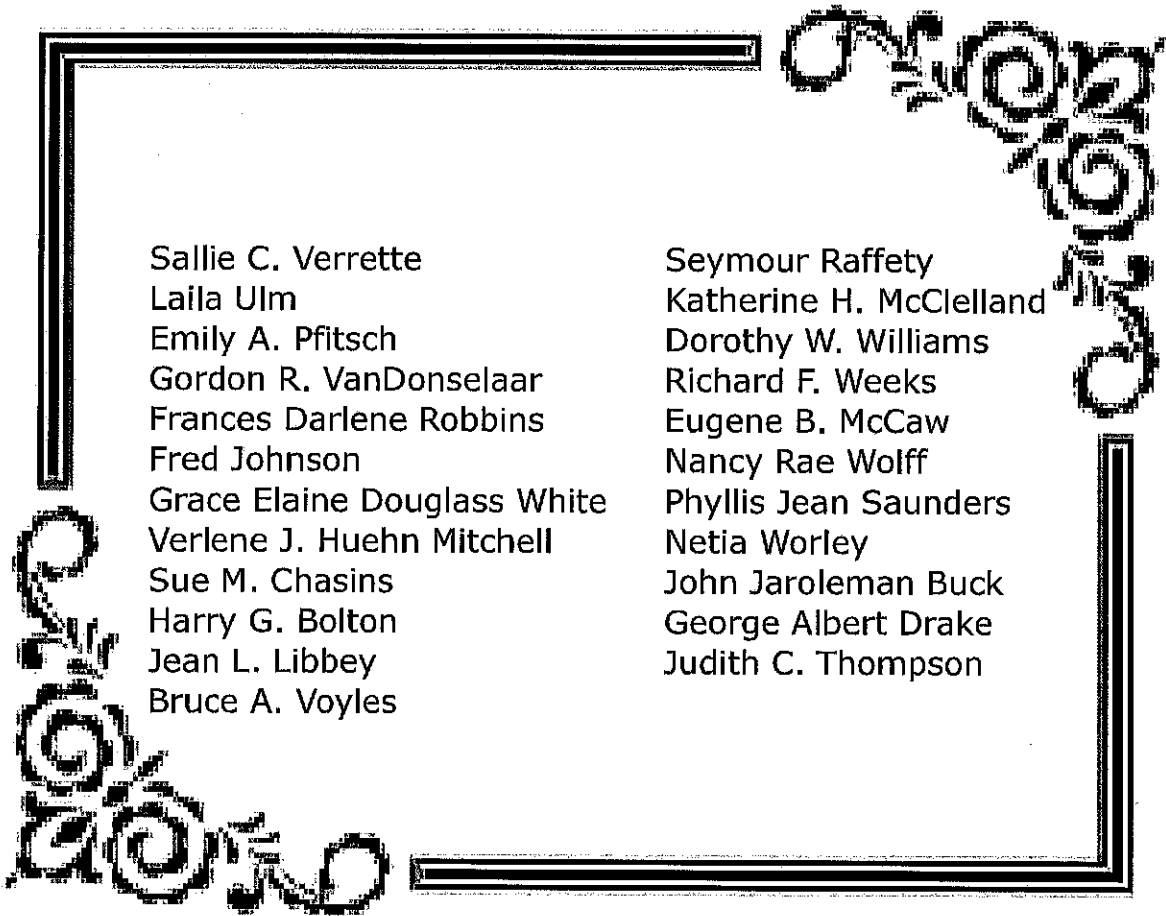 Sallie C. Verrette
Laila Ulm
Emily A. Pfitsch
Gordon R. VanDonselaar
Frances Darlene Robbins
Fred Johnson
Grace Elaine Douglass White
Verlene J. Huehn Mitchell
Sue M. Chasins
Harry G. Bolton
Jean L. Libbey
Bruce A. Voyles
Seymour Raffety
Katherine H. McClelland
Dorothy W. Williams
Richard F. Weeks
Eugene B. McCaw
Nancy Rae Wolff
Phyllis Jean Saunders
Netia Worley
John Jaroleman Buck
George Albert Drake
Judith C. Thompson